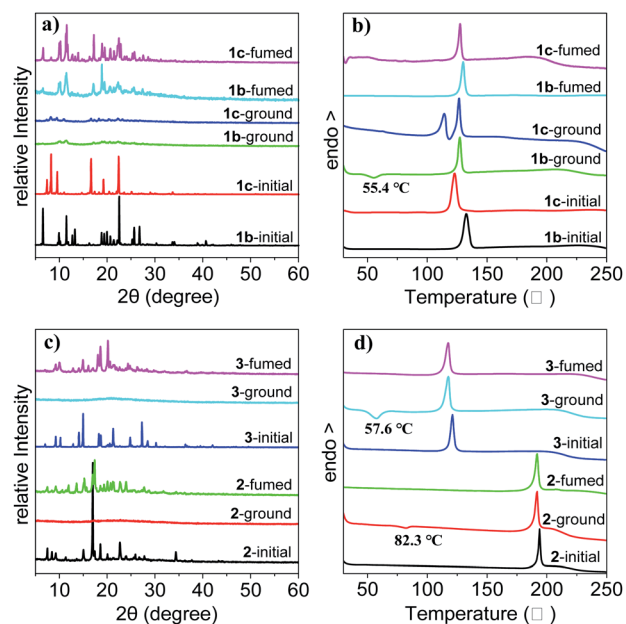 a)
relative Intensity
1c-fumed
1b-fumed
1c-ground
1b-ground
1c-initial
1b-initial
10 20 30 40 50 60
2θ (degree)
b)
endo >
1c-fumed
1b-fumed
1c-ground
1b-ground
55.4 ℃
1c-initial
1b-initial
50 100 150 200 250
Temperature (□ )
c)
relative Intensity
3-fumed
3-ground
3-initial
2-fumed
2-ground
2-initial
10 20 30 40 50 60
2θ (degree)
d)
endo >
3-fumed
3-ground
57.6 ℃
3-initial
2-fumed
2-ground
82.3 ℃
2-initial
50 100 150 200 250
Temperature (□ )